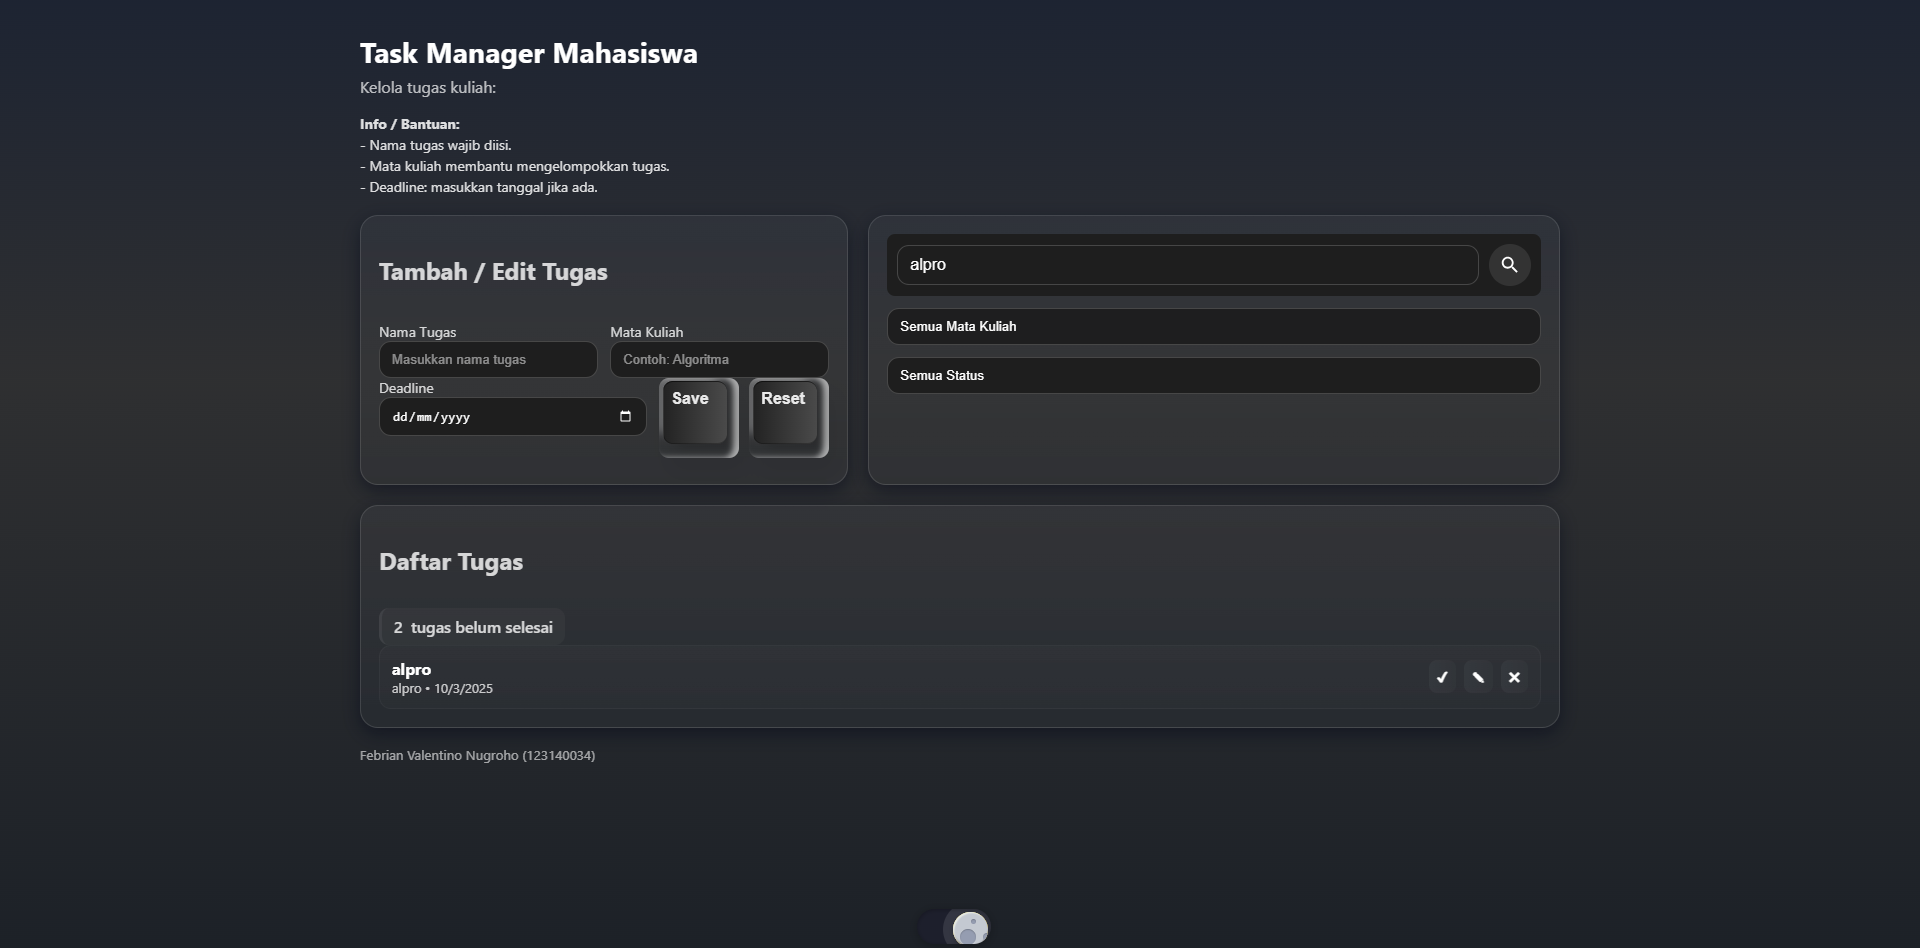 Task Manager Mahasiswa
Kelola tugas kuliah:
Info / Bantuan:
- Nama tugas wajib diisi.
- Mata kuliah membantu mengelompokkan tugas.
- Deadline: masukkan tanggal jika ada.
Tambah / Edit Tugas
Nama Tugas
Masukkan nama tugas
Mata Kuliah
Contoh: Algoritma
Deadline
dd/mm/yyyy
Save
Reset
alpro
Semua Mata Kuliah
Semua Status
Daftar Tugas
2 tugas belum selesai
alpro
alpro • 10/3/2025
Febrian Valentino Nugroho (123140034)